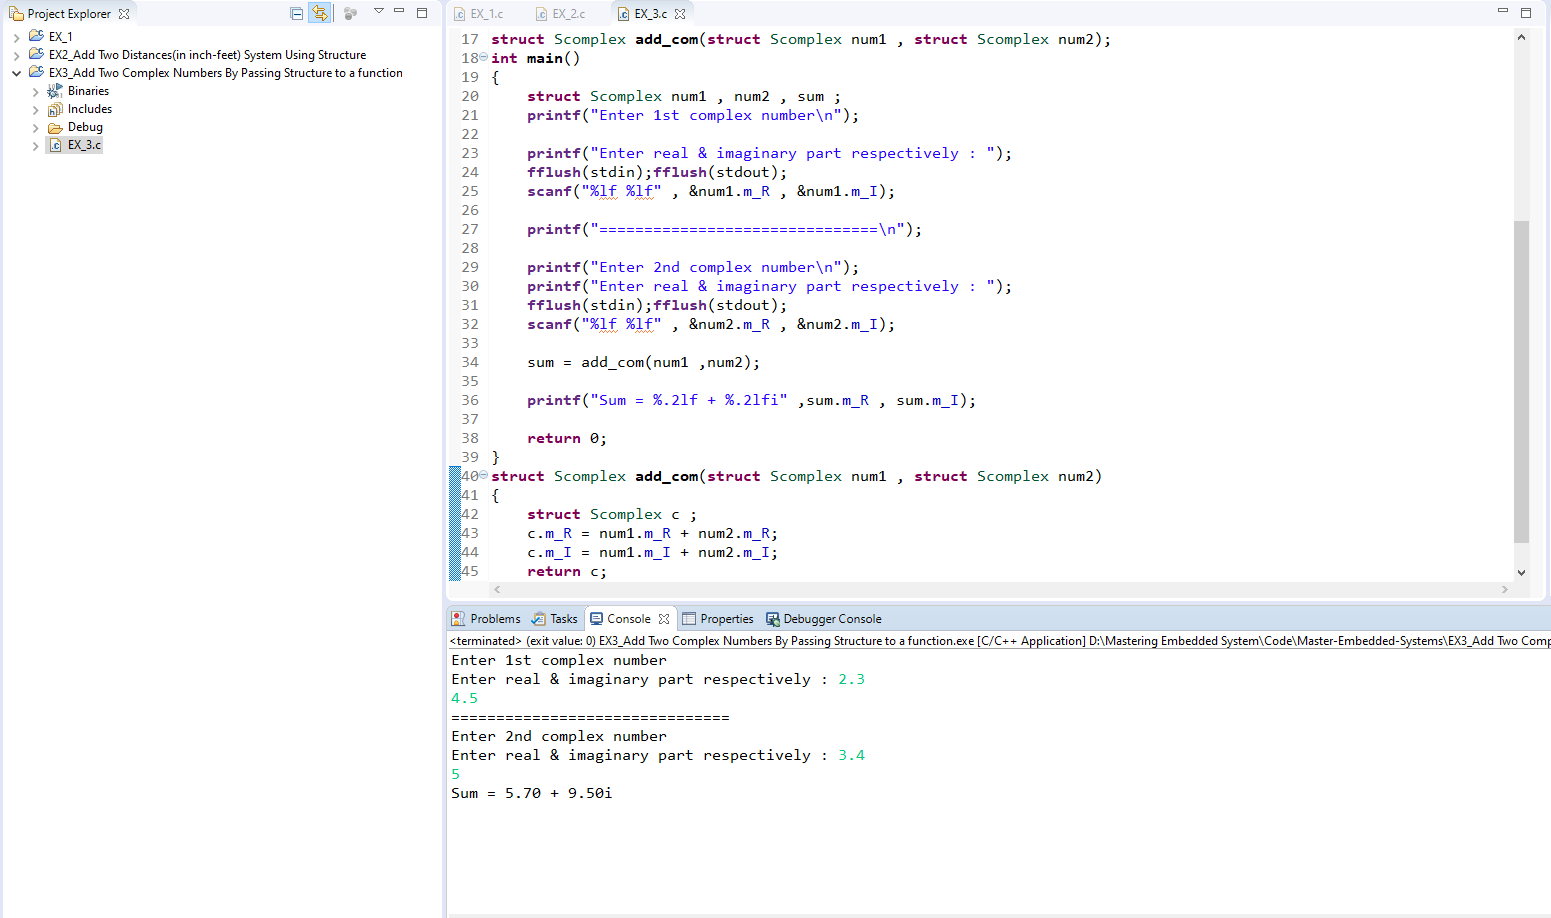 Project Explorer
EX_1
EX2_Add Two Distances(in inch-feet) System Using Structure
EX3_Add Two Complex Numbers By Passing Structure to a function
Binaries
Includes
Debug
EX_3.c
EX_1.c EX_2.c EX_3.c
17 struct Scomplex add_com(struct Scomplex num1 , struct Scomplex num2);
18 int main()
19 {
20     struct Scomplex num1 , num2 , sum ;
21     printf("Enter 1st complex number\n");
22
23     printf("Enter real & imaginary part respectively : ");
24     fflush(stdin);fflush(stdout);
25     scanf("%lf %lf" , &num1.m_R , &num1.m_I);
26
27     printf("===============================\n");
28
29     printf("Enter 2nd complex number\n");
30     printf("Enter real & imaginary part respectively : ");
31     fflush(stdin);fflush(stdout);
32     scanf("%lf %lf" , &num2.m_R , &num2.m_I);
33
34     sum = add_com(num1 ,num2);
35
36     printf("Sum = %.2lf + %.2lfi" ,sum.m_R , sum.m_I);
37
38     return 0;
39 }
40 struct Scomplex add_com(struct Scomplex num1 , struct Scomplex num2)
41 {
42     struct Scomplex c ;
43     c.m_R = num1.m_R + num2.m_R;
44     c.m_I = num1.m_I + num2.m_I;
45     return c;
Problems Tasks Console Properties Debugger Console
<terminated> (exit value: 0) EX3_Add Two Complex Numbers By Passing Structure to a function.exe [C/C++ Application] D:\Mastering Embedded System\Code\Master-Embedded-Systems\EX3_Add Two Comp
Enter 1st complex number
Enter real & imaginary part respectively : 2.3
4.5
===============================
Enter 2nd complex number
Enter real & imaginary part respectively : 3.4
5
Sum = 5.70 + 9.50i